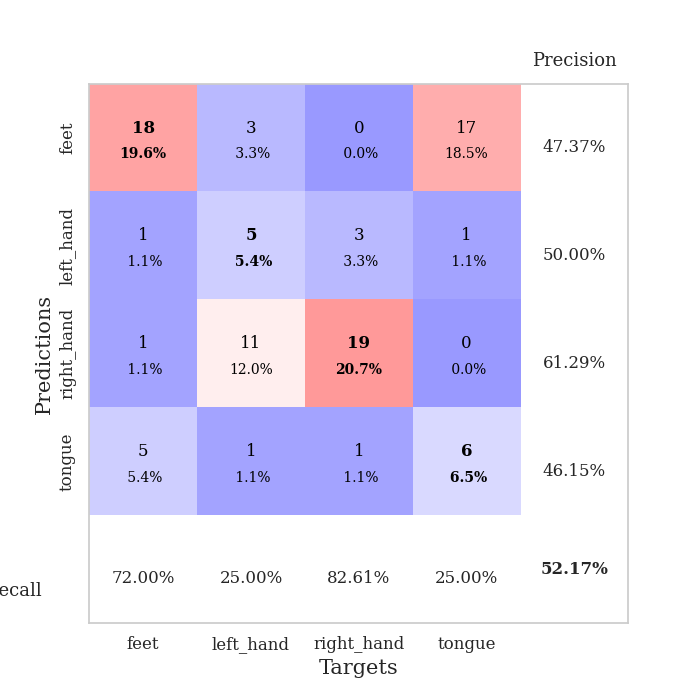 Precision
feet 18 3 0 17 47.37%
19.6% 3.3% 0.0% 18.5%
left_hand 1 5 3 1 50.00%
1.1% 5.4% 3.3% 1.1%
Predictions
right_hand 1 11 19 0 61.29%
1.1% 12.0% 20.7% 0.0%
tongue 5 1 1 6 46.15%
5.4% 1.1% 1.1% 6.5%
ecall 72.00% 25.00% 82.61% 25.00% 52.17%
feet left_hand right_hand tongue
Targets